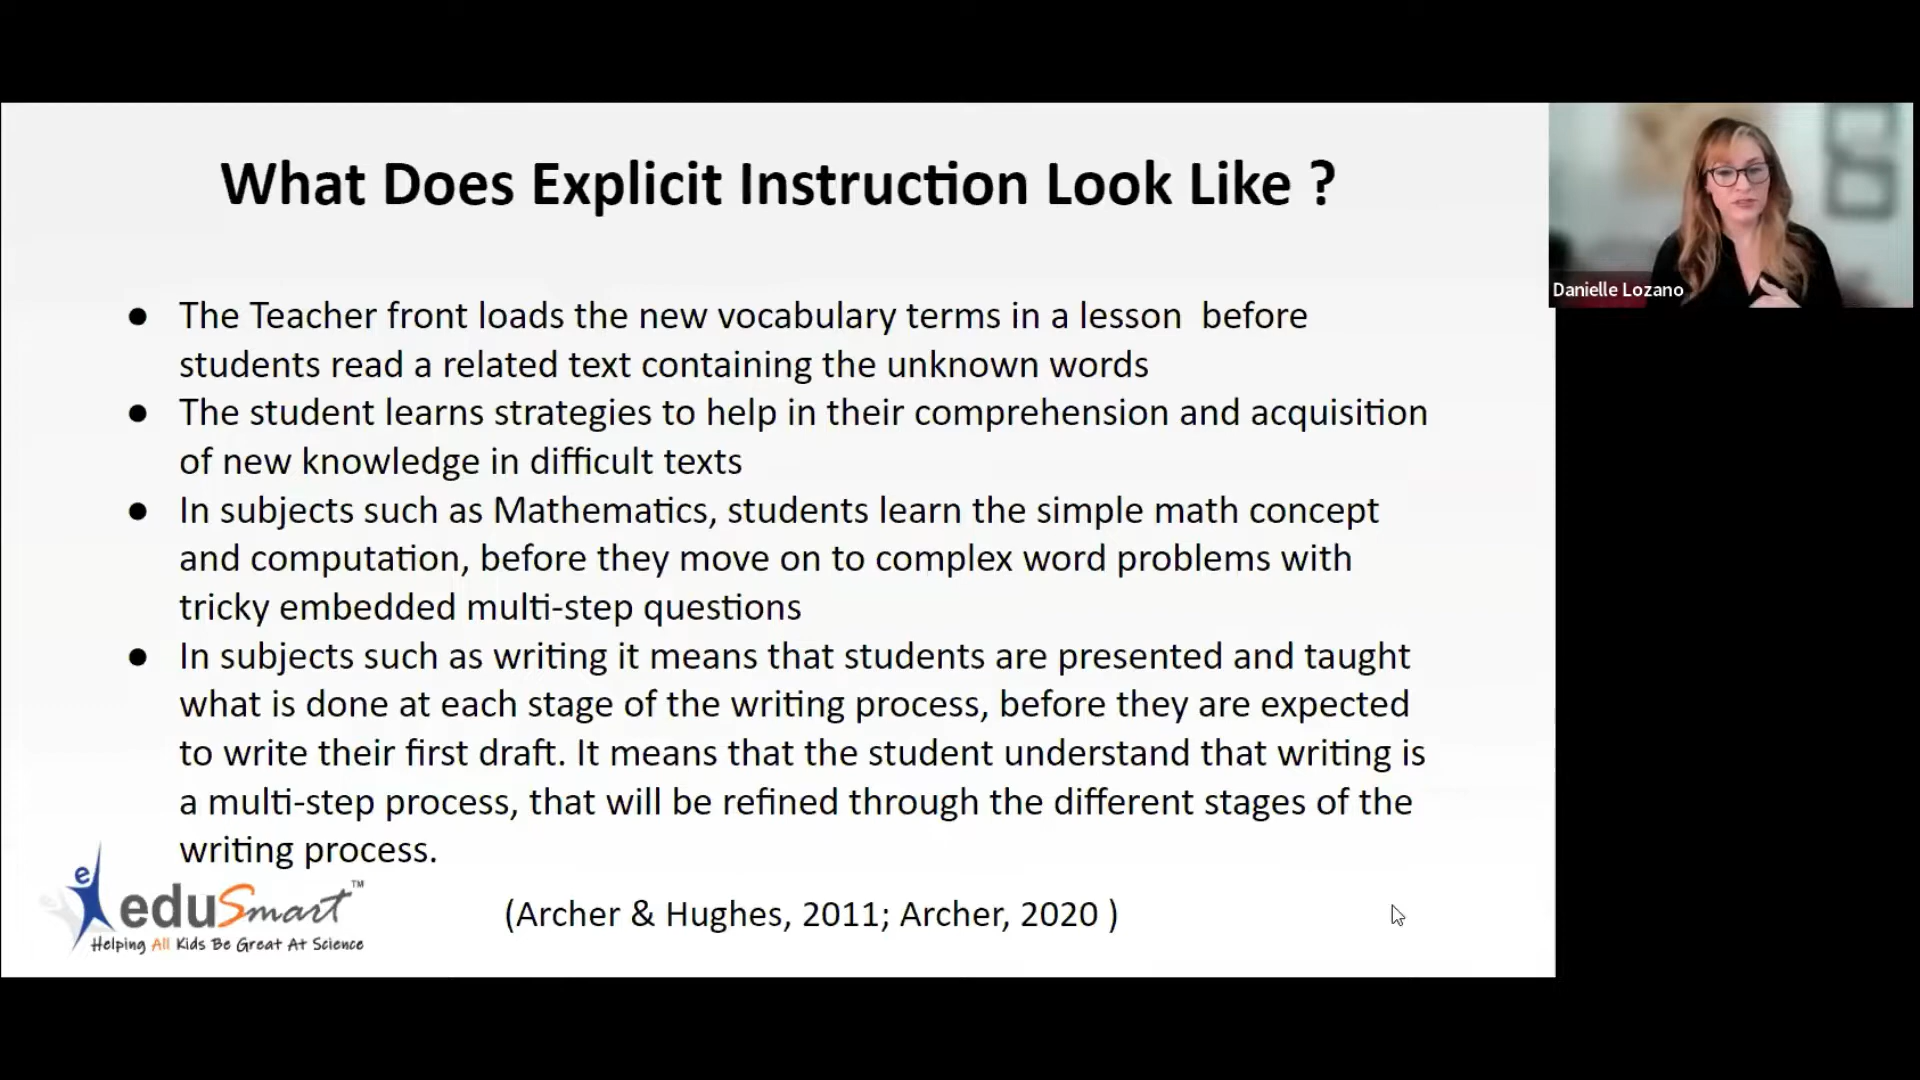 What Does Explicit Instruction Look Like ?
● The Teacher front loads the new vocabulary terms in a lesson  before
students read a related text containing the unknown words
● The student learns strategies to help in their comprehension and acquisition
of new knowledge in difficult texts
● In subjects such as Mathematics, students learn the simple math concept
and computation, before they move on to complex word problems with
tricky embedded multi-step questions
● In subjects such as writing it means that students are presented and taught
what is done at each stage of the writing process, before they are expected
to write their first draft. It means that the student understand that writing is
a multi-step process, that will be refined through the different stages of the
writing process.
e
eduSmart™
Helping All Kids Be Great At Science
(Archer & Hughes, 2011; Archer, 2020 )
Danielle Lozano